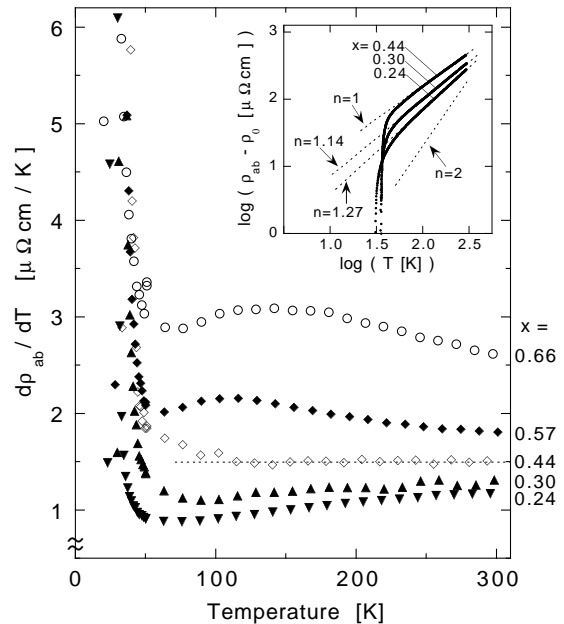 dρab / dT [μ Ω cm / K]
6
5
4
3
2
1
≈
0
100
200
300
Temperature [K]
x =
0.66
0.57
0.44
0.30
0.24
log ( ρab - ρ0 [μ Ω cm] )
3
2
1
0
1.0
1.5
2.0
2.5
log ( T [K] )
x = 0.44
0.30
0.24
n=1
n=1.14
n=1.27
n=2